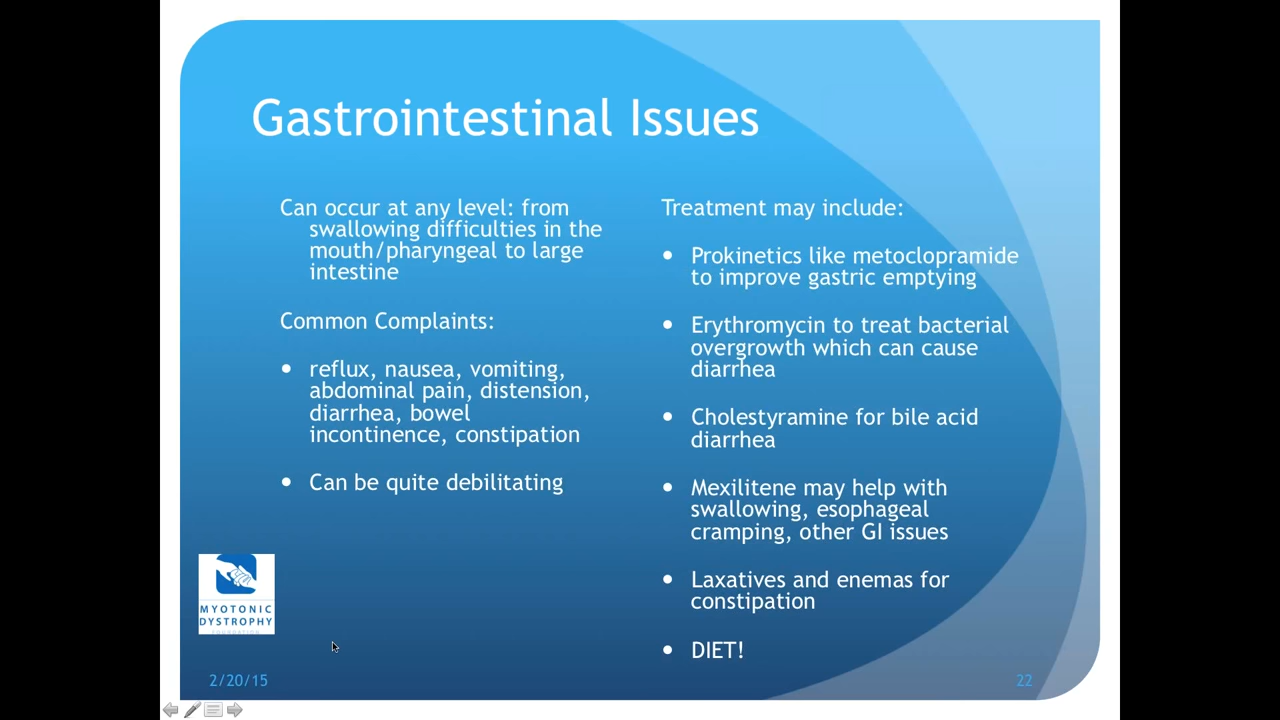 Gastrointestinal Issues
Can occur at any level: from
swallowing difficulties in the
mouth/pharyngeal to large
intestine
Common Complaints:
• reflux, nausea, vomiting,
abdominal pain, distension,
diarrhea, bowel
incontinence, constipation
• Can be quite debilitating
Treatment may include:
• Prokinetics like metoclopramide
to improve gastric emptying
• Erythromycin to treat bacterial
overgrowth which can cause
diarrhea
• Cholestyramine for bile acid
diarrhea
• Mexilitene may help with
swallowing, esophageal
cramping, other GI issues
• Laxatives and enemas for
constipation
• DIET!
MYOTONIC
DYSTROPHY
FOUNDATION
2/20/15
22